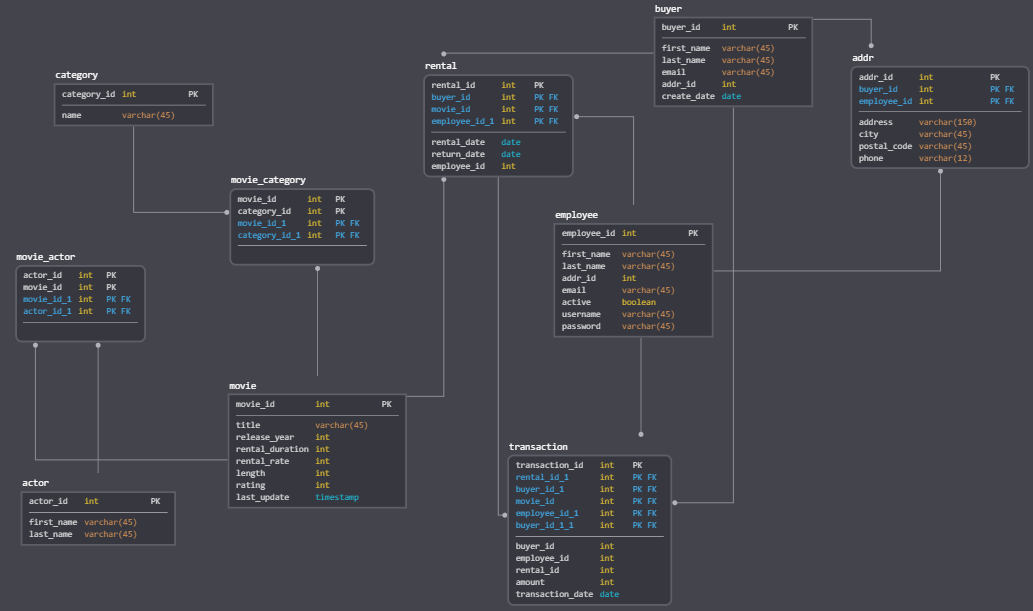 buyer
buyer_id int PK
first_name varchar(45)
last_name varchar(45)
email varchar(45)
addr_id int
create_date date
addr
addr_id int PK
buyer_id int PK FK
employee_id int PK FK
address varchar(150)
city varchar(45)
postal_code varchar(45)
phone varchar(12)
rental
rental_id int PK
buyer_id int PK FK
movie_id int PK FK
employee_id_1 int PK FK
rental_date date
return_date date
employee_id int
category
category_id int PK
name varchar(45)
movie_category
movie_id int PK
category_id int PK
movie_id_1 int PK FK
category_id_1 int PK FK
employee
employee_id int PK
first_name varchar(45)
last_name varchar(45)
addr_id int
email varchar(45)
active boolean
username varchar(45)
password varchar(45)
movie_actor
actor_id int PK
movie_id int PK
movie_id_1 int PK FK
actor_id_1 int PK FK
movie
movie_id int PK
title varchar(45)
release_year int
rental_duration int
rental_rate int
length int
rating int
last_update timestamp
transaction
transaction_id int PK
rental_id_1 int PK FK
buyer_id_1 int PK FK
movie_id int PK FK
employee_id_1 int PK FK
buyer_id_1_1 int PK FK
buyer_id int
employee_id int
rental_id int
amount int
transaction_date date
actor
actor_id int PK
first_name varchar(45)
last_name varchar(45)